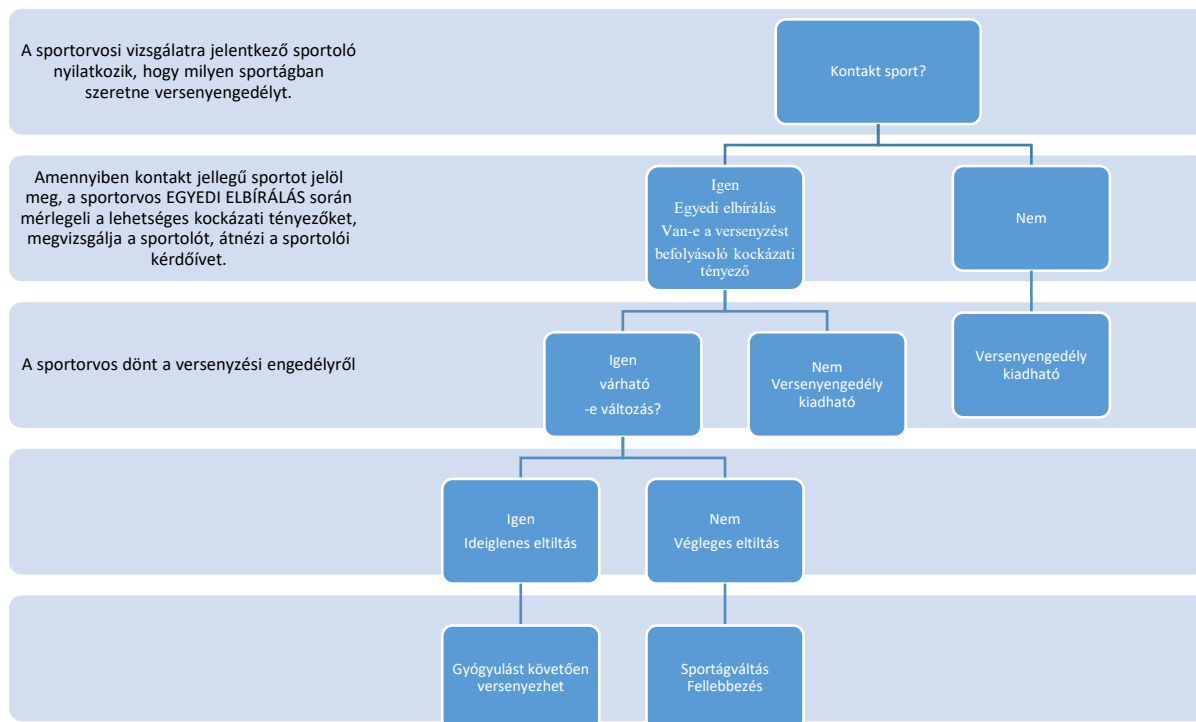 A sportorvosi vizsgálatra jelentkező sportoló
nyilatkozik, hogy milyen sportágban
szeretne versenyengedélyt.
Kontakt sport?
Amennyiben kontakt jellegű sportot jelöl
meg, a sportorvos EGYEDI ELBÍRÁLÁS során
mérlegeli a lehetséges kockázati tényezőket,
megvizsgálja a sportolót, átnézi a sportolói
kérdőívet.
Igen
Egyedi elbírálás
Van-e a versenyzést
befolyásoló kockázati
tényező
Nem
A sportorvos dönt a versenyzési engedélyről
Igen
várható
-e változás?
Nem
Versenyengedély
kiadható
Versenyengedély
kiadható
Igen
Ideiglenes eltiltás
Nem
Végleges eltiltás
Gyógyulást követően
versenyezhet
Sportágváltás
Fellebbezés